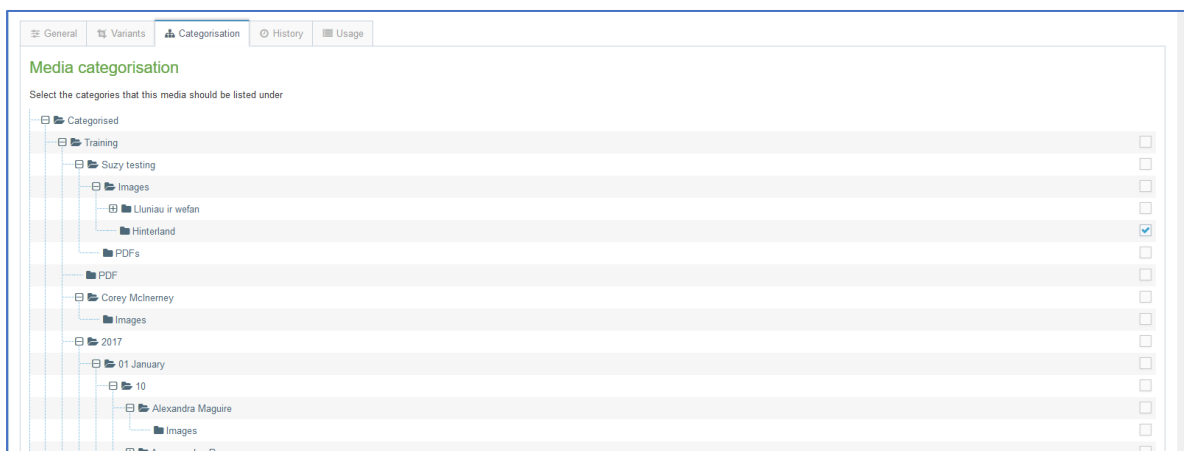 General Variants Categorisation History Usage
Media categorisation
Select the categories that this media should be listed under
Categorised
Training
Suzy testing
Images
Lluniau ir wefan
Hinterland
PDFs
PDF
Corey McInerney
Images
2017
01 January
10
Alexandra Maguire
Images